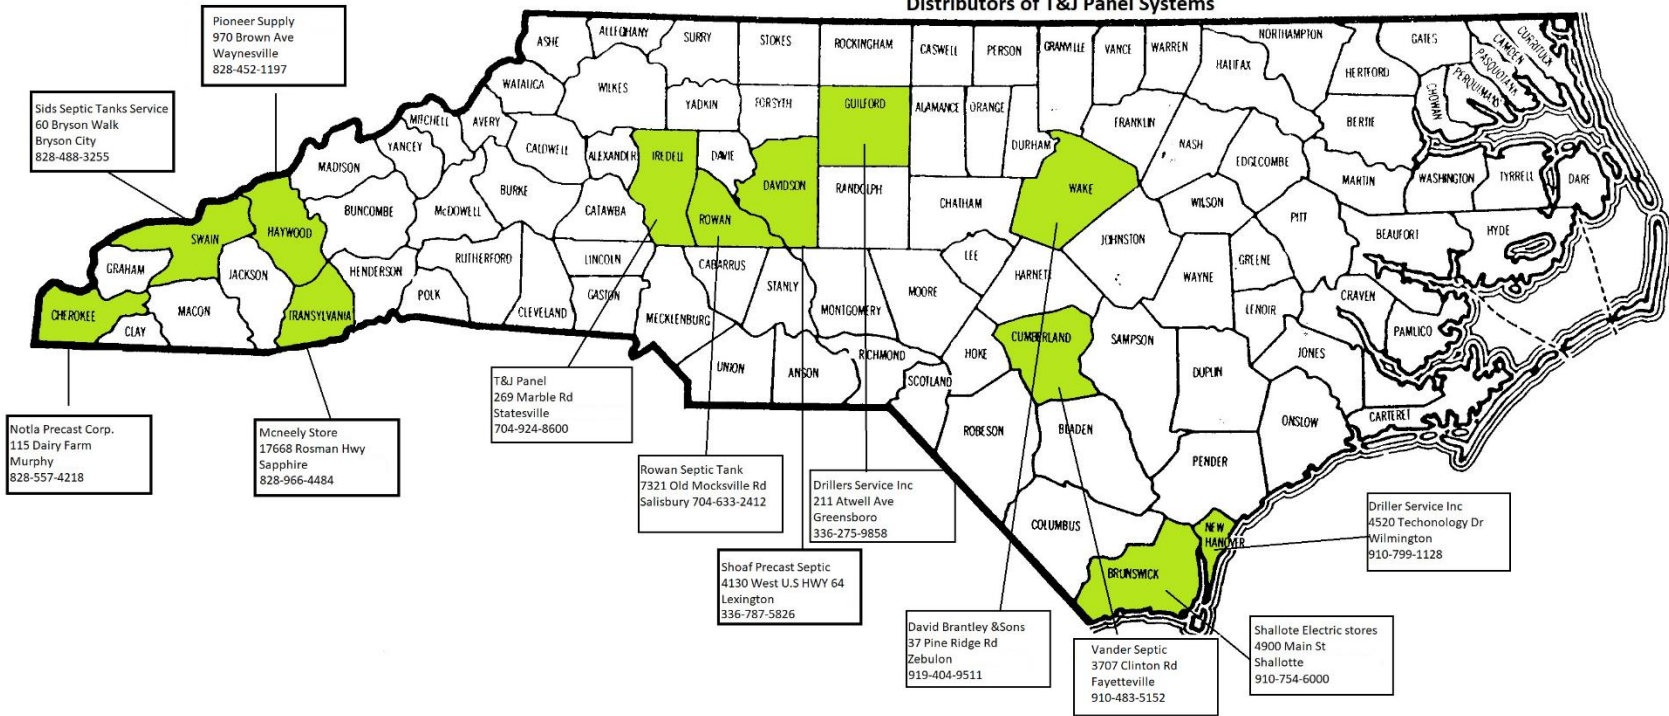 Distributors of T&J Panel Systems
Pioneer Supply
970 Brown Ave
Waynesville
828-452-1197
Sids Septic Tanks Service
60 Bryson Walk
Bryson City
828-488-3255
ASHE
ALLEGHANY
SURRY
STOKES
ROCKINGHAM
CASWELL
PERSON
GRANVILLE
VANCE
WARREN
NORTHAMPTON
GATES
CURRITUCK
CAMDEN
PASQUOTANK
PERQUIMANS
CHOWAN
HALIFAX
HERTFORD
WATAUGA
WILKES
YADKIN
FORSYTH
GUILFORD
ALAMANCE
ORANGE
DURHAM
FRANKLIN
NASH
EDGECOMBE
BERTIE
MITCHELL
AVERY
YANCEY
MADISON
CALDWELL
ALEXANDER
IREDELL
DAVIE
DAVIDSON
RANDOLPH
CHATHAM
WAKE
WILSON
PITT
MARTIN
WASHINGTON
TYRRELL
DARE
BUNCOMBE
McDOWELL
BURKE
CATAWBA
ROWAN
SWAIN
HAYWOOD
GRAHAM
JACKSON
HENDERSON
RUTHERFORD
LINCOLN
CABARRUS
STANLY
MONTGOMERY
MOORE
LEE
HARNET
JOHNSTON
WAYNE
GREENE
LENOIR
BEAUFORT
HYDE
CRAVEN
PAMLICO
CHEROKEE
CLAY
MACON
TRANSYLVANIA
POLK
CLEVELAND
GASTON
MECKLENBURG
UNION
ANSON
RICHMOND
SCOTLAND
HOKE
CUMBERLAND
SAMPSON
DUPLIN
JONES
ONSLOW
CARTERET
ROBESON
BLADEN
PENDER
COLUMBUS
BRUNSWICK
NEW
HANOVER
Notla Precast Corp.
115 Dairy Farm
Murphy
828-557-4218
Mcneely Store
17668 Rosman Hwy
Sapphire
828-966-4484
T&J Panel
269 Marble Rd
Statesville
704-924-8600
Rowan Septic Tank
7321 Old Mocksville Rd
Salisbury 704-633-2412
Drillers Service Inc
211 Atwell Ave
Greensboro
336-275-9858
Shoaf Precast Septic
4130 West U.S HWY 64
Lexington
336-787-5826
David Brantley &Sons
37 Pine Ridge Rd
Zebulon
919-404-9511
Vander Septic
3707 Clinton Rd
Fayetteville
910-483-5152
Shallote Electric stores
4900 Main St
Shallotte
910-754-6000
Driller Service Inc
4520 Techonology Dr
Wilmington
910-799-1128